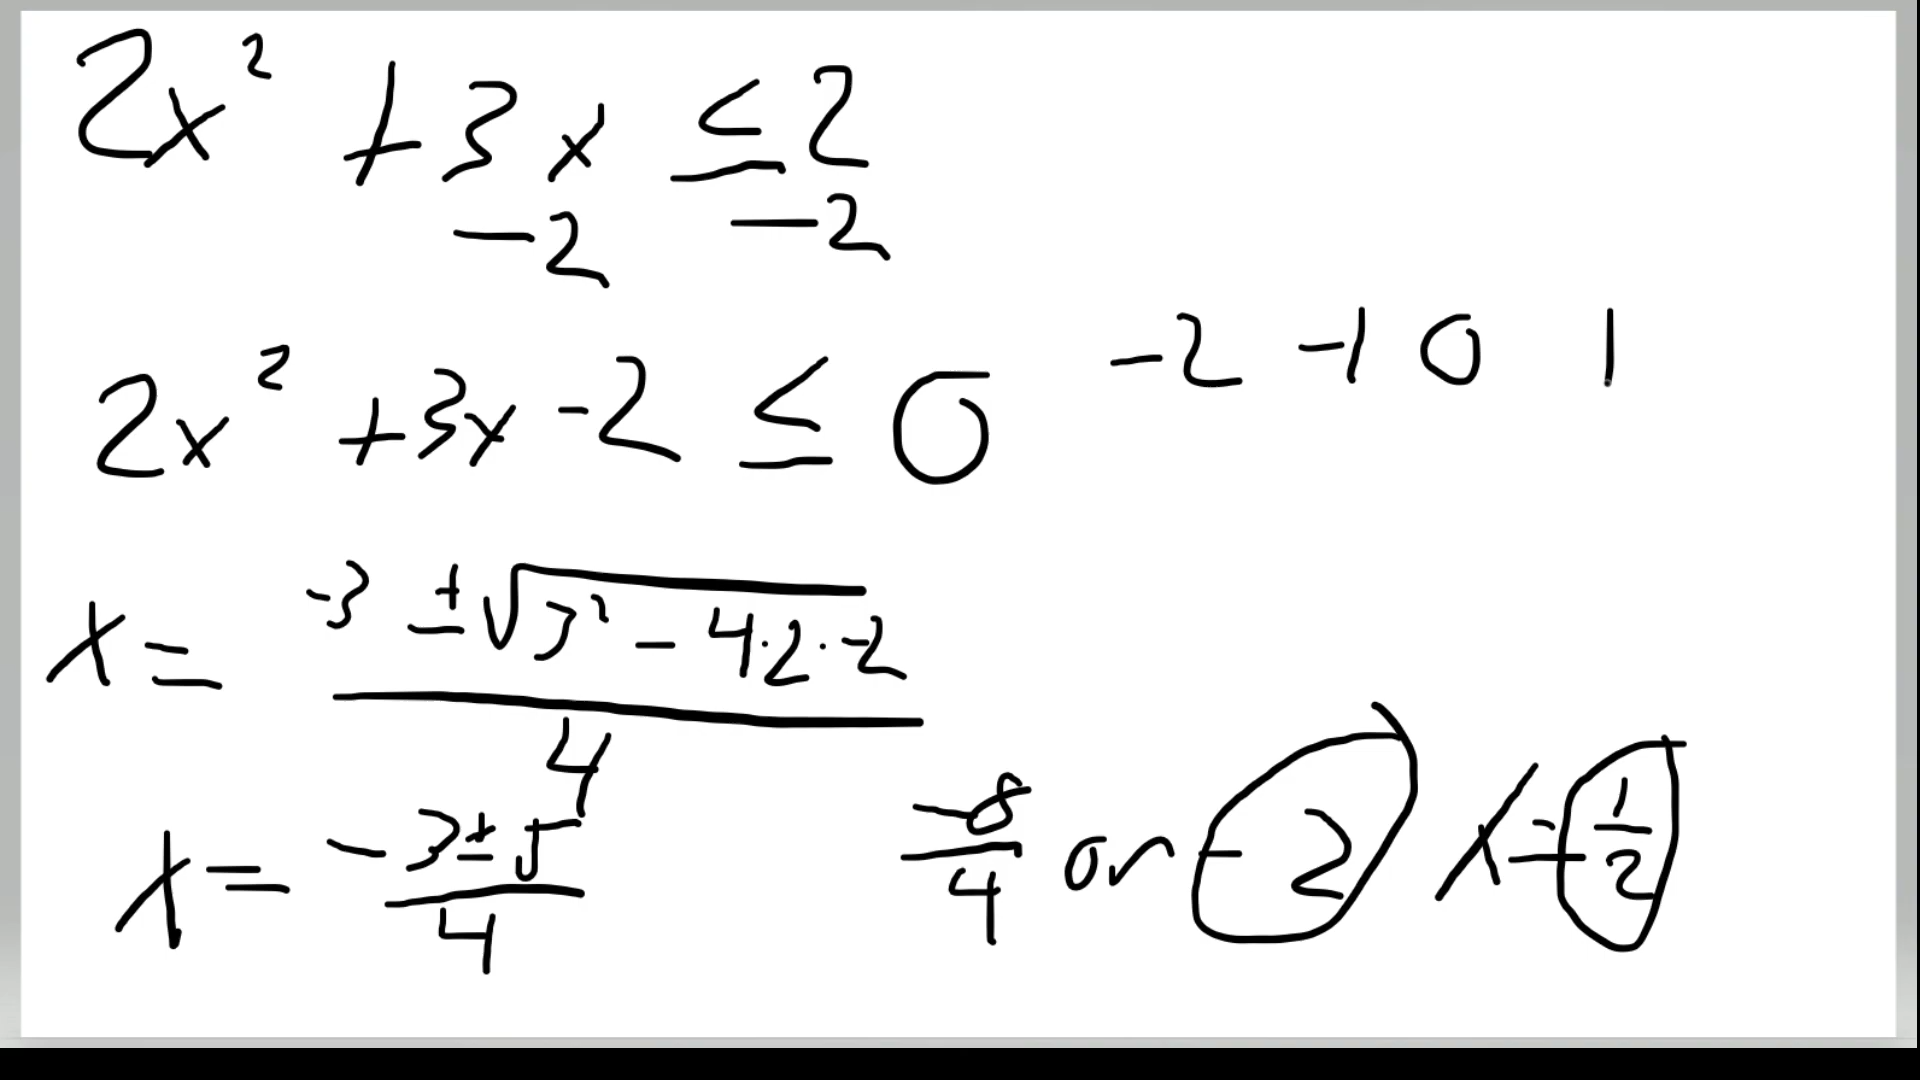 2x² + 3x ≤ 2
-2 -2
2x² + 3x - 2 ≤ 0
-2 -1 0 1
x = (-3 ± √(3² - 4·2·-2))/4
x = (-3 ± 5)/4
-8/4 or -2 x = 1/2